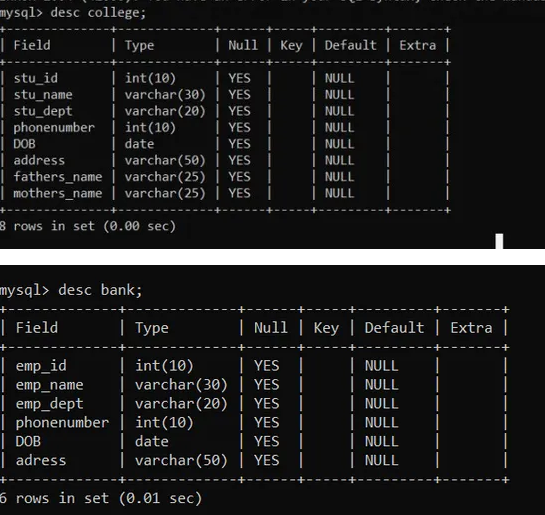 mysql> desc college;
+--------------+-------------+------+-----+---------+-------+
| Field | Type | Null | Key | Default | Extra |
+--------------+-------------+------+-----+---------+-------+
| stu_id | int(10) | YES | | NULL | |
| stu_name | varchar(30) | YES | | NULL | |
| stu_dept | varchar(20) | YES | | NULL | |
| phonenumber | int(10) | YES | | NULL | |
| DOB | date | YES | | NULL | |
| address | varchar(50) | YES | | NULL | |
| fathers_name | varchar(25) | YES | | NULL | |
| mothers_name | varchar(25) | YES | | NULL | |
+--------------+-------------+------+-----+---------+-------+
8 rows in set (0.00 sec)
mysql> desc bank;
+-------------+-------------+------+-----+---------+-------+
| Field | Type | Null | Key | Default | Extra |
+-------------+-------------+------+-----+---------+-------+
| emp_id | int(10) | YES | | NULL | |
| emp_name | varchar(30) | YES | | NULL | |
| emp_dept | varchar(20) | YES | | NULL | |
| phonenumber | int(10) | YES | | NULL | |
| DOB | date | YES | | NULL | |
| adress | varchar(50) | YES | | NULL | |
+-------------+-------------+------+-----+---------+-------+
6 rows in set (0.01 sec)